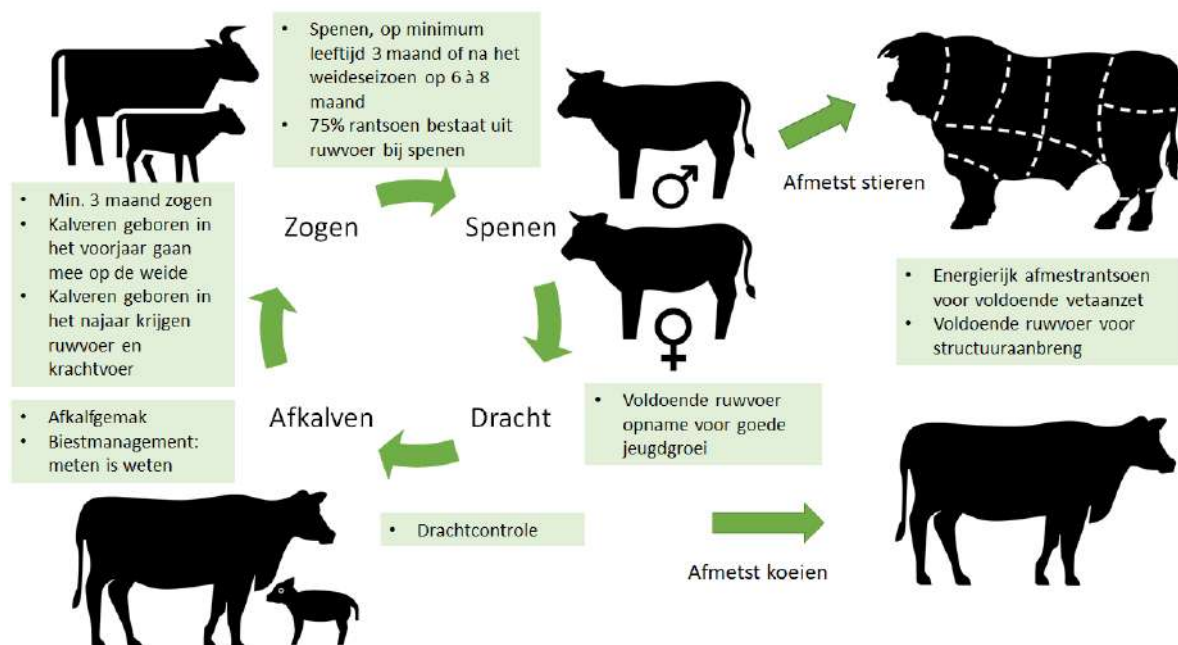 • Spenen, op minimum
leeftijd 3 maand of na het
weideseizoen op 6 à 8
maand
• 75% rantsoen bestaat uit
ruwvoer bij spenen
Afmetst stieren
• Min. 3 maand zogen
• Kalveren geboren in
het voorjaar gaan
mee op de weide
• Kalveren geboren in
het najaar krijgen
ruwvoer en
krachtvoer
Zogen
Spenen
• Energierijk afmestrantsoen
voor voldoende vetaanzet
• Voldoende ruwvoer voor
structuuraanbreng
• Afkalfgemak
• Biestmanagement:
meten is weten
Afkalven
Dracht
• Voldoende ruwvoer
opname voor goede
jeugdgroei
• Drachtcontrole
Afmetst koeien